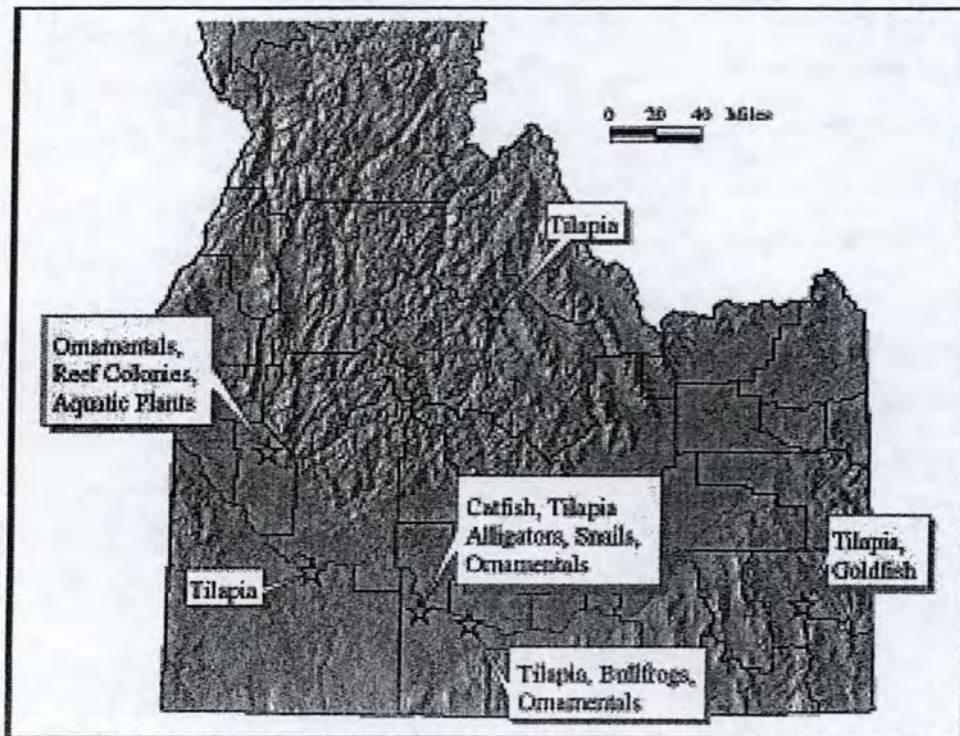 0 20 40 Miles
Tilapia
Ornamentals,
Reef Colonies,
Aquatic Plants
Catfish, Tilapia
Alligators, Snails,
Ornamentals
Tilapia,
Goldfish
Tilapia
Tilapia, Bullfrogs,
Ornamentals